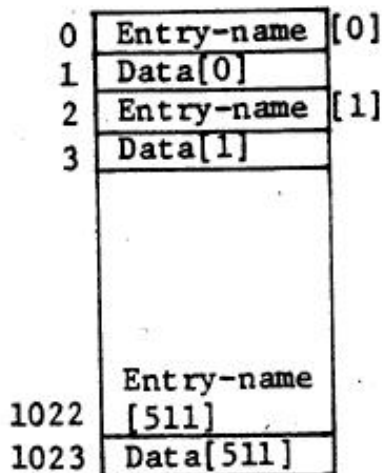 0 Entry-name [0]
1 Data[0]
2 Entry-name [1]
3 Data[1]
Entry-name
1022 [511]
1023 Data[511]